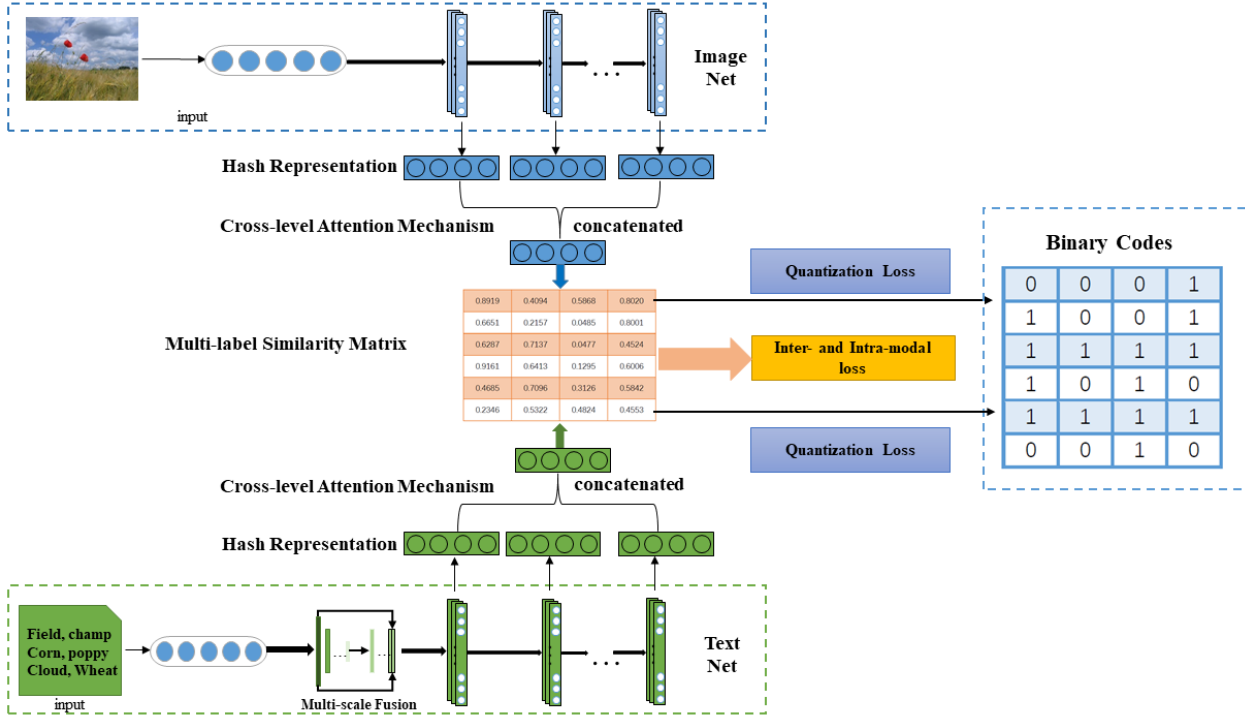 Image
Net
input
Hash Representation
Cross-level Attention Mechanism
concatenated
Binary Codes
Quantization Loss
0 0 0 1
1 0 0 1
1 1 1 1
1 0 1 0
1 1 1 1
0 0 1 0
Multi-label Similarity Matrix
0.8919 0.4094 0.5868 0.8020
0.6651 0.2157 0.0485 0.8001
0.6287 0.7137 0.0477 0.4524
0.9161 0.6413 0.1295 0.6006
0.4685 0.7096 0.3126 0.5842
0.2346 0.5322 0.4824 0.4553
Inter- and Intra-modal
loss
Quantization Loss
Cross-level Attention Mechanism
concatenated
Hash Representation
Field, champ
Corn, poppy
Cloud, Wheat
input
Multi-scale Fusion
Text
Net